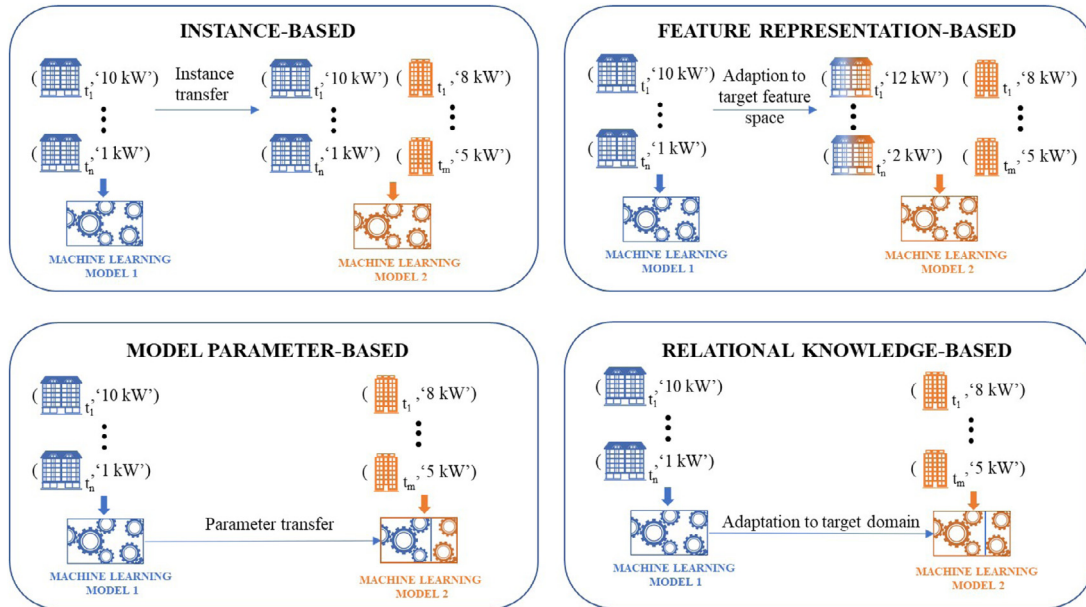 INSTANCE-BASED
( t1,‘10 kW’)
Instance
transfer
( t1,‘10 kW’)
( t1,‘8 kW’)
( tn,‘1 kW’)
( tn,‘1 kW’)
( tm,‘5 kW’)
MACHINE LEARNING
MODEL 1
MACHINE LEARNING
MODEL 2
FEATURE REPRESENTATION-BASED
( t1,‘10 kW’)
Adaption to
target feature
space
( t1,‘12 kW’)
( t1,‘8 kW’)
( tn,‘1 kW’)
( tn,‘2 kW’)
( tm,‘5 kW’)
MACHINE LEARNING
MODEL 1
MACHINE LEARNING
MODEL 2
MODEL PARAMETER-BASED
( t1,‘10 kW’)
( t1,‘8 kW’)
( tn,‘1 kW’)
( tm,‘5 kW’)
Parameter transfer
MACHINE LEARNING
MODEL 1
MACHINE LEARNING
MODEL 2
RELATIONAL KNOWLEDGE-BASED
( t1,‘10 kW’)
( t1,‘8 kW’)
( tn,‘1 kW’)
( tm,‘5 kW’)
Adaptation to target domain
MACHINE LEARNING
MODEL 1
MACHINE LEARNING
MODEL 2